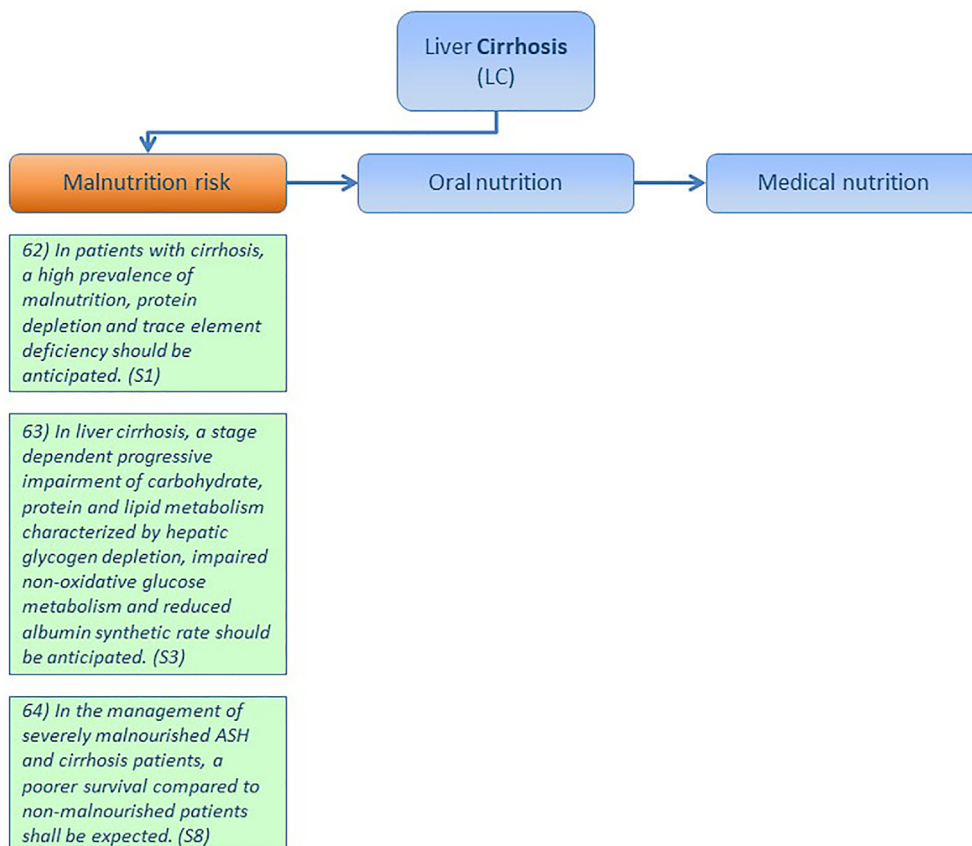 Liver Cirrhosis
(LC)
Malnutrition risk
Oral nutrition
Medical nutrition
62) In patients with cirrhosis,
a high prevalence of
malnutrition, protein
depletion and trace element
deficiency should be
anticipated. (S1)
63) In liver cirrhosis, a stage
dependent progressive
impairment of carbohydrate,
protein and lipid metabolism
characterized by hepatic
glycogen depletion, impaired
non-oxidative glucose
metabolism and reduced
albumin synthetic rate should
be anticipated. (S3)
64) In the management of
severely malnourished ASH
and cirrhosis patients, a
poorer survival compared to
non-malnourished patients
shall be expected. (S8)